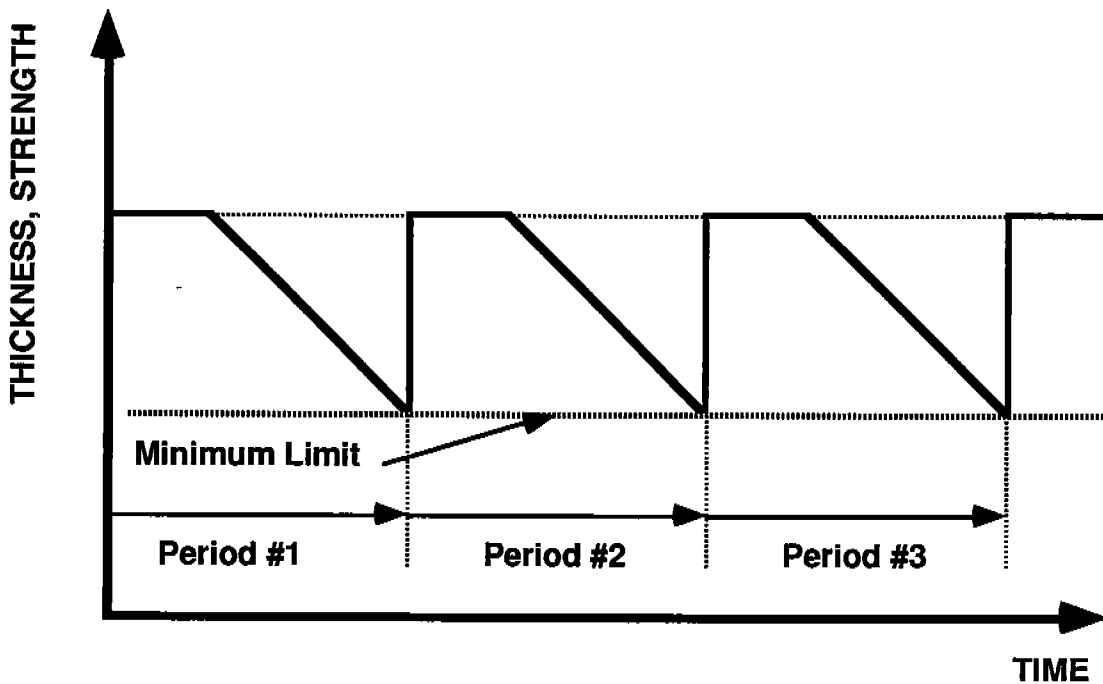 THICKNESS, STRENGTH
Minimum Limit
Period #1
Period #2
Period #3
TIME